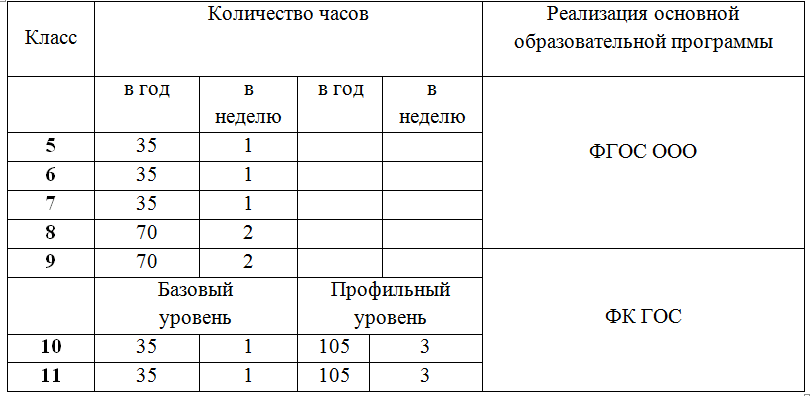 Класс
Количество часов
Реализация основной
образовательной программы
в год
в
неделю
в год
в
неделю
ФГОС ООО
5 35 1
6 35 1
7 35 1
8 70 2
9 70 2
ФК ГОС
Базовый
уровень
Профильный
уровень
10 35 1 105 3
11 35 1 105 3